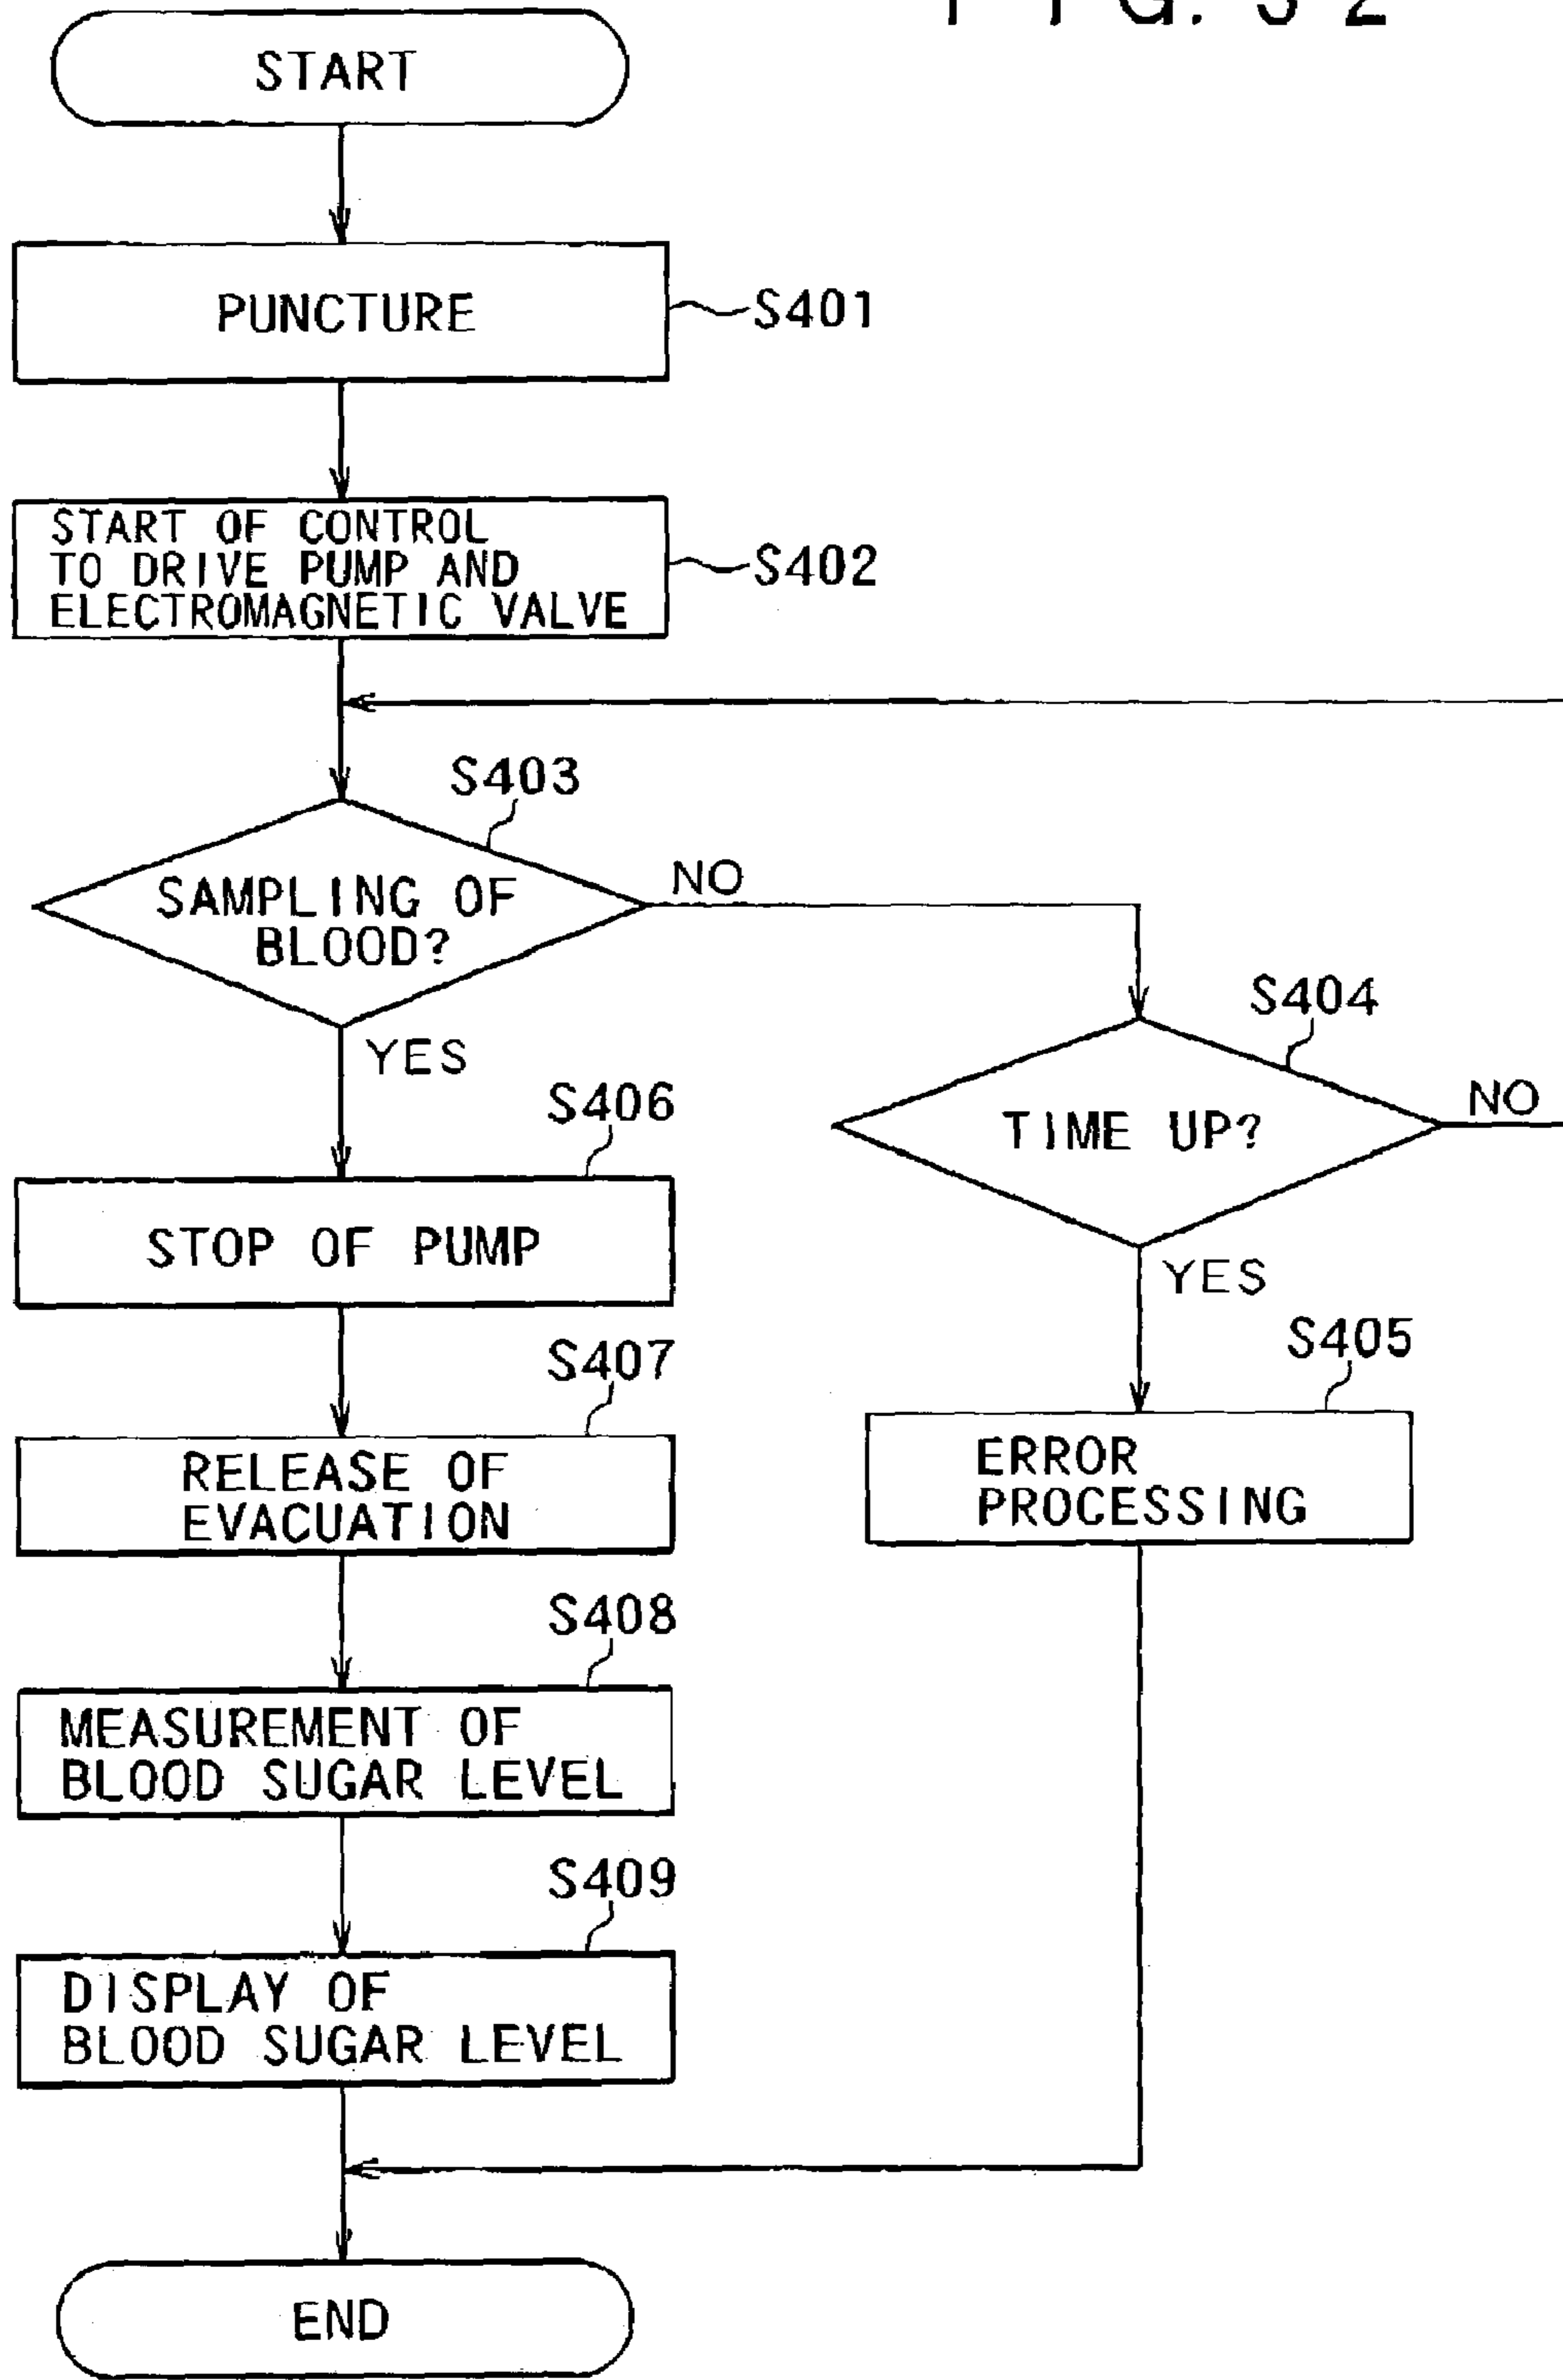 START
PUNCTURE
S401
START OF CONTROL
TO DRIVE PUMP AND
ELECTROMAGNETIC VALVE
S402
S403
SAMPLING OF
BLOOD?
NO
YES
S404
TIME UP?
NO
YES
S405
ERROR
PROCESSING
S406
STOP OF PUMP
S407
RELEASE OF
EVACUATION
S408
MEASUREMENT OF
BLOOD SUGAR LEVEL
S409
DISPLAY OF
BLOOD SUGAR LEVEL
END